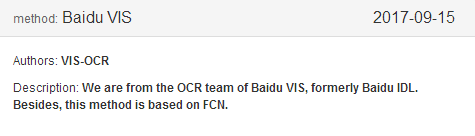 method: Baidu VIS 2017-09-15
Authors: VIS-OCR
Description: We are from the OCR team of Baidu VIS, formerly Baidu IDL.
Besides, this method is based on FCN.